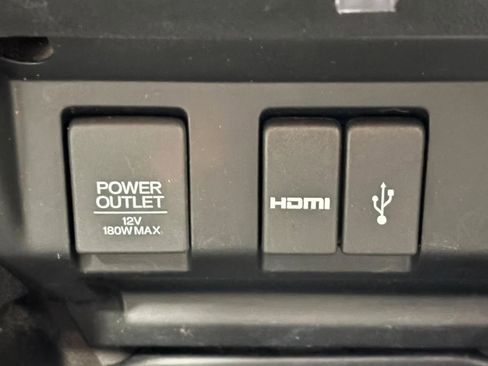 POWER
OUTLET
12V
180W MAX
HDMI